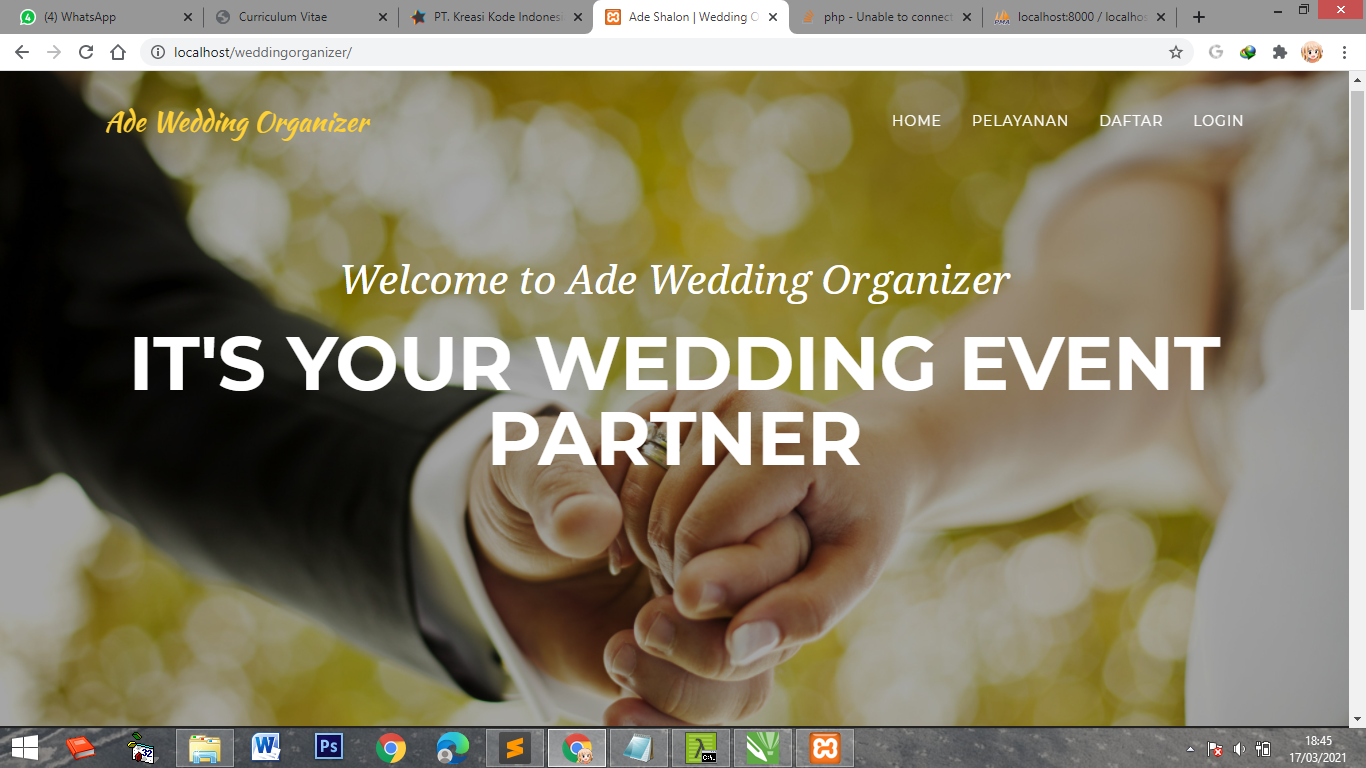 (4) WhatsApp
Curriculum Vitae
PT. Kreasi Kode Indonesi
Ade Shalon | Wedding O
php - Unable to connect
localhost:8000 / localhos
localhost/weddingorganizer/
Ade Wedding Organizer
HOME
PELAYANAN
DAFTAR
LOGIN
Welcome to Ade Wedding Organizer
IT'S YOUR WEDDING EVENT
PARTNER
18:45
17/03/2021